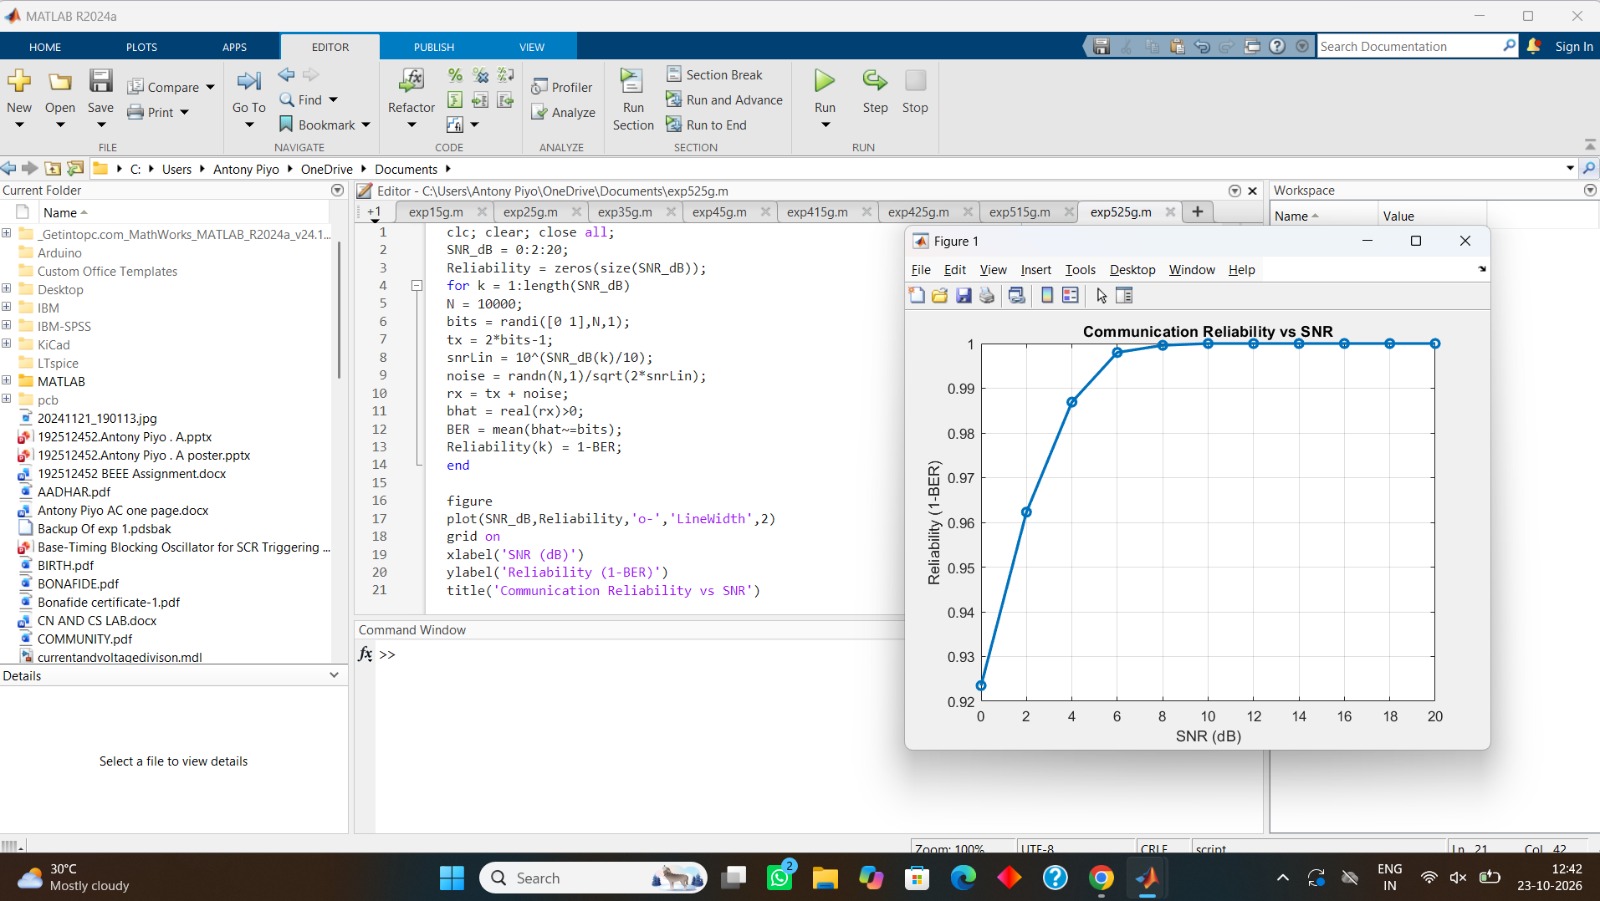 MATLAB R2024a
HOME PLOTS APPS EDITOR PUBLISH VIEW
Search Documentation
Sign In
New Open Save
Compare
Print
FILE
Go To
Find
Bookmark
NAVIGATE
Refactor
CODE
Profiler
Analyze
ANALYZE
Run Section
Section Break
Run and Advance
Run to End
SECTION
Run Step Stop
RUN
C: Users Antony Piyo OneDrive Documents
Current Folder
Name
_Getintopc.com_MathWorks_MATLAB_R2024a_v24.1...
Arduino
Custom Office Templates
Desktop
IBM
IBM-SPSS
KiCad
LTspice
MATLAB
pcb
20241121_190113.jpg
192512452.Antony Piyo . A.pptx
192512452.Antony Piyo . A poster.pptx
192512452 BEEE Assignment.docx
AADHAR.pdf
Antony Piyo AC one page.docx
Backup Of exp 1.pdsbak
Base-Timing Blocking Oscillator for SCR Triggering ...
BIRTH.pdf
BONAFIDE.pdf
Bonafide certificate-1.pdf
CN AND CS LAB.docx
COMMUNITY.pdf
currentandvoltagedivison.mdl
Details
Select a file to view details
Editor - C:\Users\Antony Piyo\OneDrive\Documents\exp525g.m
+1 exp15g.m exp25g.m exp35g.m exp45g.m exp415g.m exp425g.m exp515g.m exp525g.m
1 clc; clear; close all;
2 SNR_dB = 0:2:20;
3 Reliability = zeros(size(SNR_dB));
4 for k = 1:length(SNR_dB)
5 N = 10000;
6 bits = randi([0 1],N,1);
7 tx = 2*bits-1;
8 snrLin = 10^(SNR_dB(k)/10);
9 noise = randn(N,1)/sqrt(2*snrLin);
10 rx = tx + noise;
11 bhat = real(rx)>0;
12 BER = mean(bhat~=bits);
13 Reliability(k) = 1-BER;
14 end
15
16 figure
17 plot(SNR_dB,Reliability,'o-','LineWidth',2)
18 grid on
19 xlabel('SNR (dB)')
20 ylabel('Reliability (1-BER)')
21 title('Communication Reliability vs SNR')
Command Window
fx >>
Workspace
Name Value
Figure 1
File Edit View Insert Tools Desktop Window Help
Communication Reliability vs SNR
1
0.99
0.98
0.97
0.96
0.95
0.94
0.93
0.92
Reliability (1-BER)
0 2 4 6 8 10 12 14 16 18 20
SNR (dB)
Zoom: 100% UTF-8 CRLF script Ln 21 Col 42
30°C
Mostly cloudy
Search
2
ENG
IN
12:42
23-10-2026